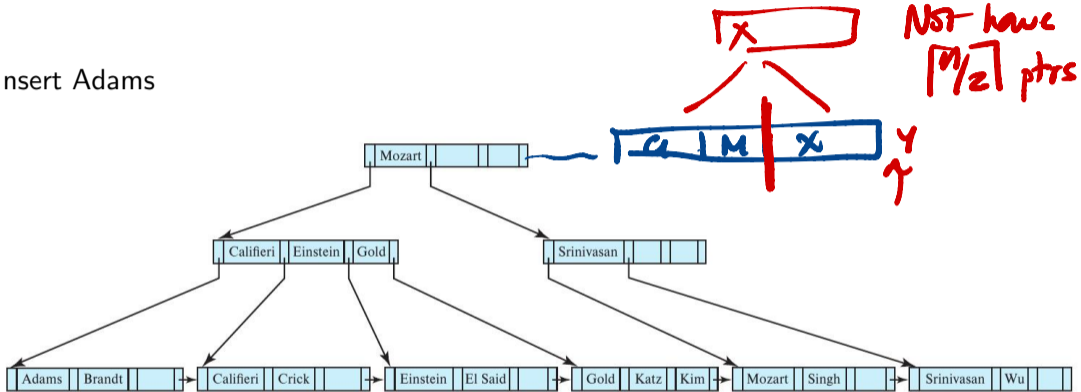 X Not have
⌈n/2⌉ ptrs
nsert Adams
G M X Y
Mozart
Califieri Einstein Gold
Srinivasan
Adams Brandt
Califieri Crick
Einstein El Said
Gold Katz Kim
Mozart Singh
Srinivasan Wu